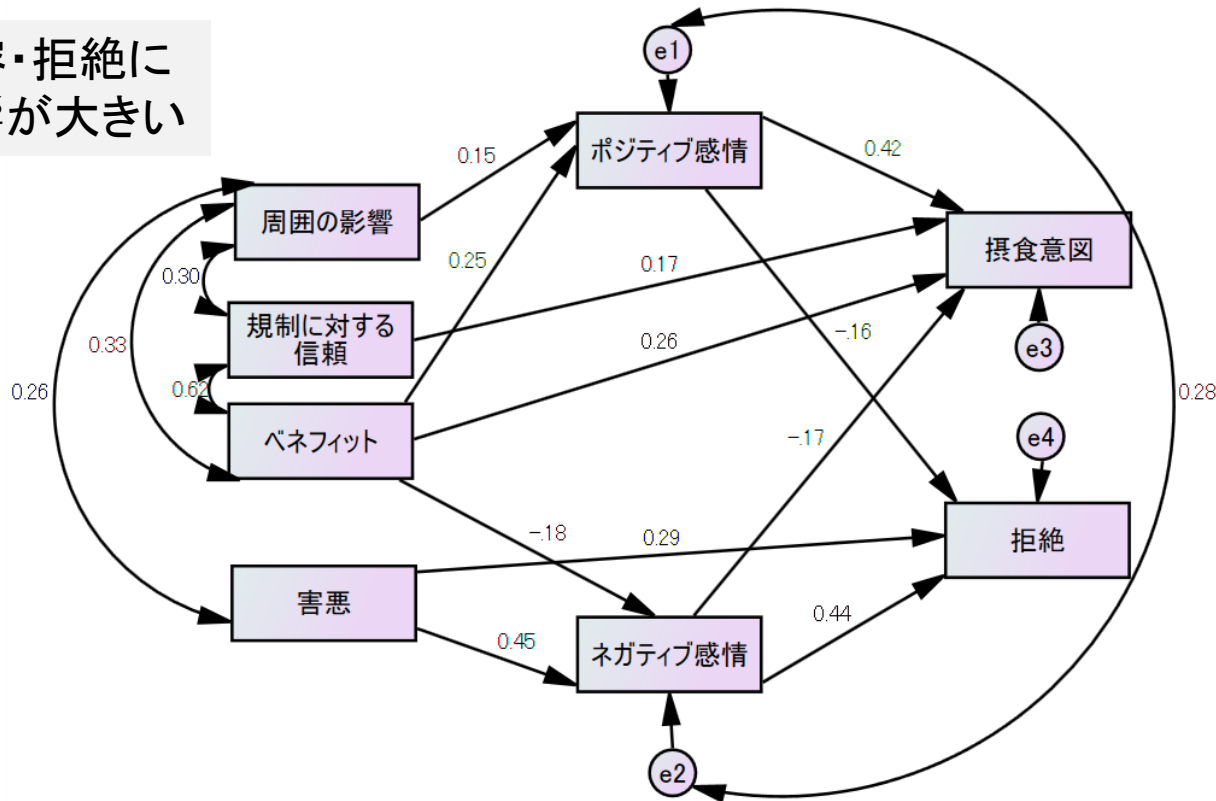 ・拒絶に
が大きい
e1
ポジティブ感情
0.15
0.42
周囲の影響
摂食意図
0.25
0.17
0.30
規制に対する
信頼
0.33
0.26
-.16
e3
0.26
0.62
0.28
ベネフィット
-.17
e4
-.18
0.29
拒絶
害悪
0.45
0.44
ネガティブ感情
e2